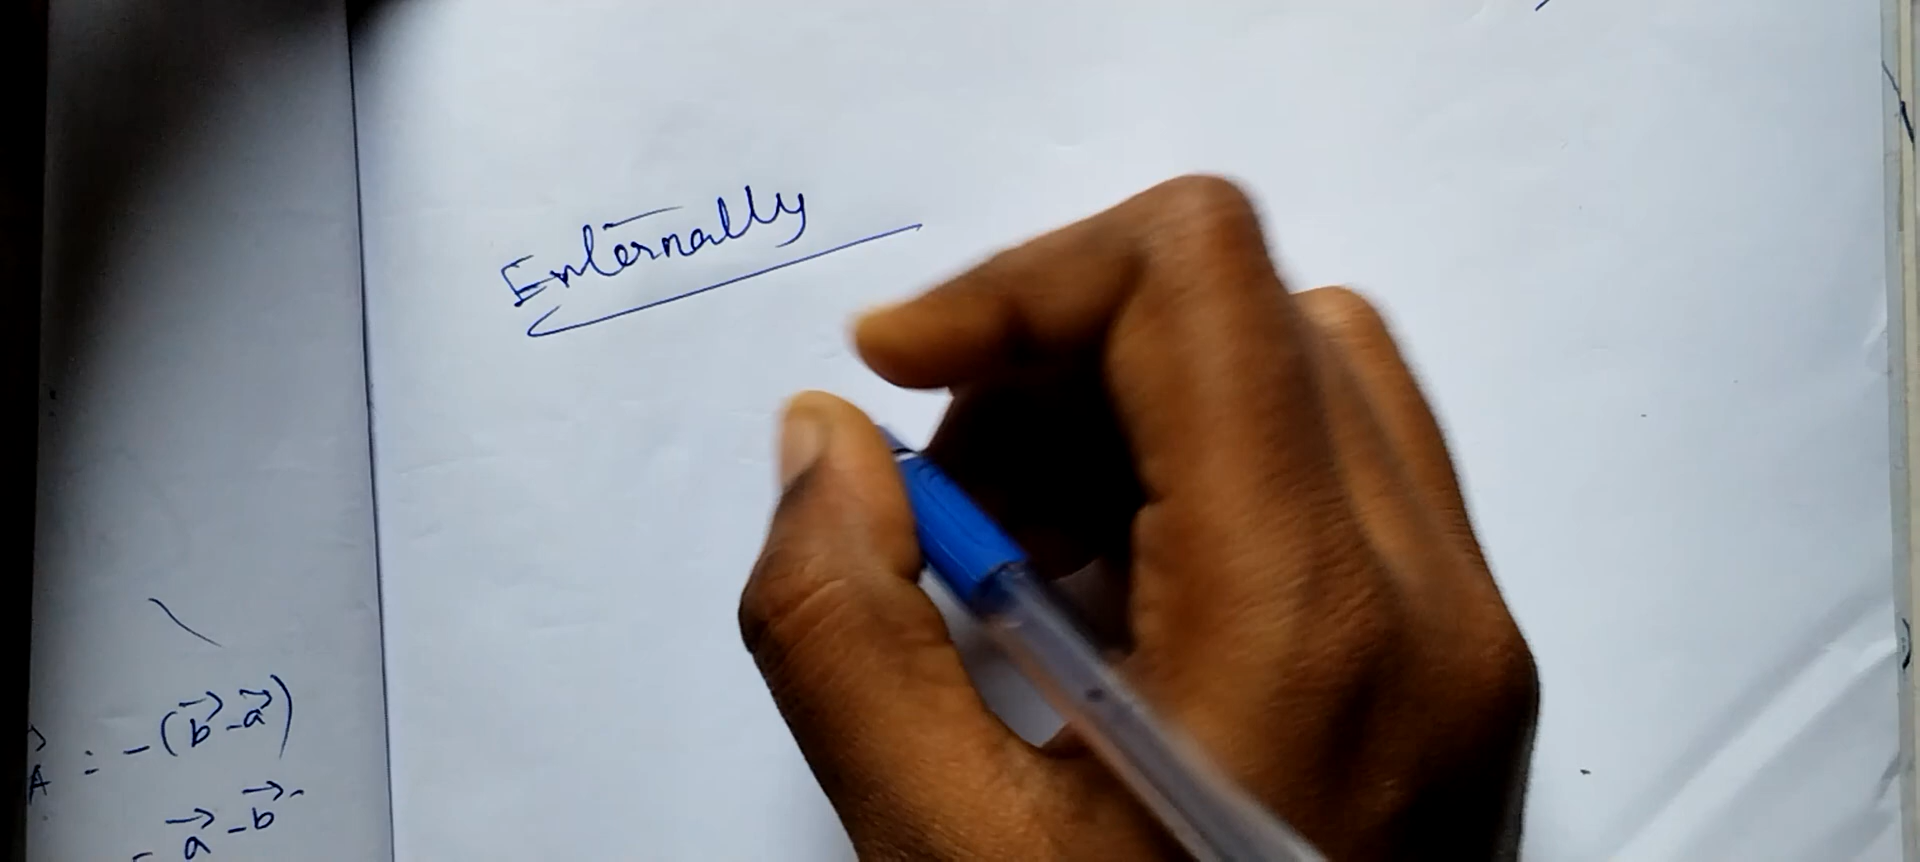 Externally
A⃗ = -(b⃗ - a⃗)
= a⃗ - b⃗